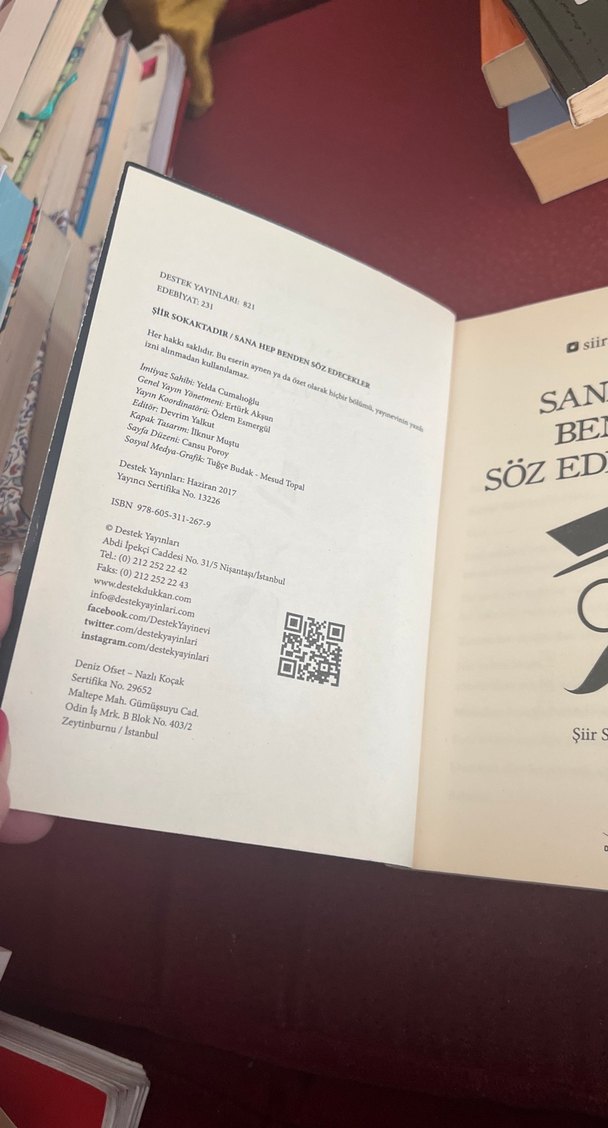 DESTEK YAYINLARI: 821
EDEBİYAT: 231
ŞİİR SOKAKTADIR / SANA HEP BENDEN SÖZ EDECEKLER
Her hakkı saklıdır. Bu eserin aynen ya da özet olarak hiçbir bölümü, yayınevinin yazılı
izni alınmadan kullanılamaz.
İmtiyaz Sahibi: Yelda Cumalıoğlu
Genel Yayın Yönetmeni: Ertürk Akşun
Yayın Koordinatörü: Özlem Esmergül
Editör: Devrim Yalkut
Kapak Tasarım: İlknur Muştu
Sayfa Düzeni: Cansu Poroy
Sosyal Medya-Grafik: Tuğçe Budak - Mesud Topal
Destek Yayınları: Haziran 2017
Yayıncı Sertifika No. 13226
ISBN 978-605-311-267-9
© Destek Yayınları
Abdi İpekçi Caddesi No. 31/5 Nişantaşı/İstanbul
Tel.: (0) 212 252 22 42
Faks: (0) 212 252 22 43
www.destekdukkan.com
info@destekyayinlari.com
facebook.com/DestekYayinevi
twitter.com/destekyayinlari
instagram.com/destekyayinlari
Deniz Ofset – Nazlı Koçak
Sertifika No. 29652
Maltepe Mah. Gümüşsuyu Cad.
Odin İş Mrk. B Blok No. 403/2
Zeytinburnu / İstanbul
siir
SAN
BEN
SÖZ EDE
Şiir S